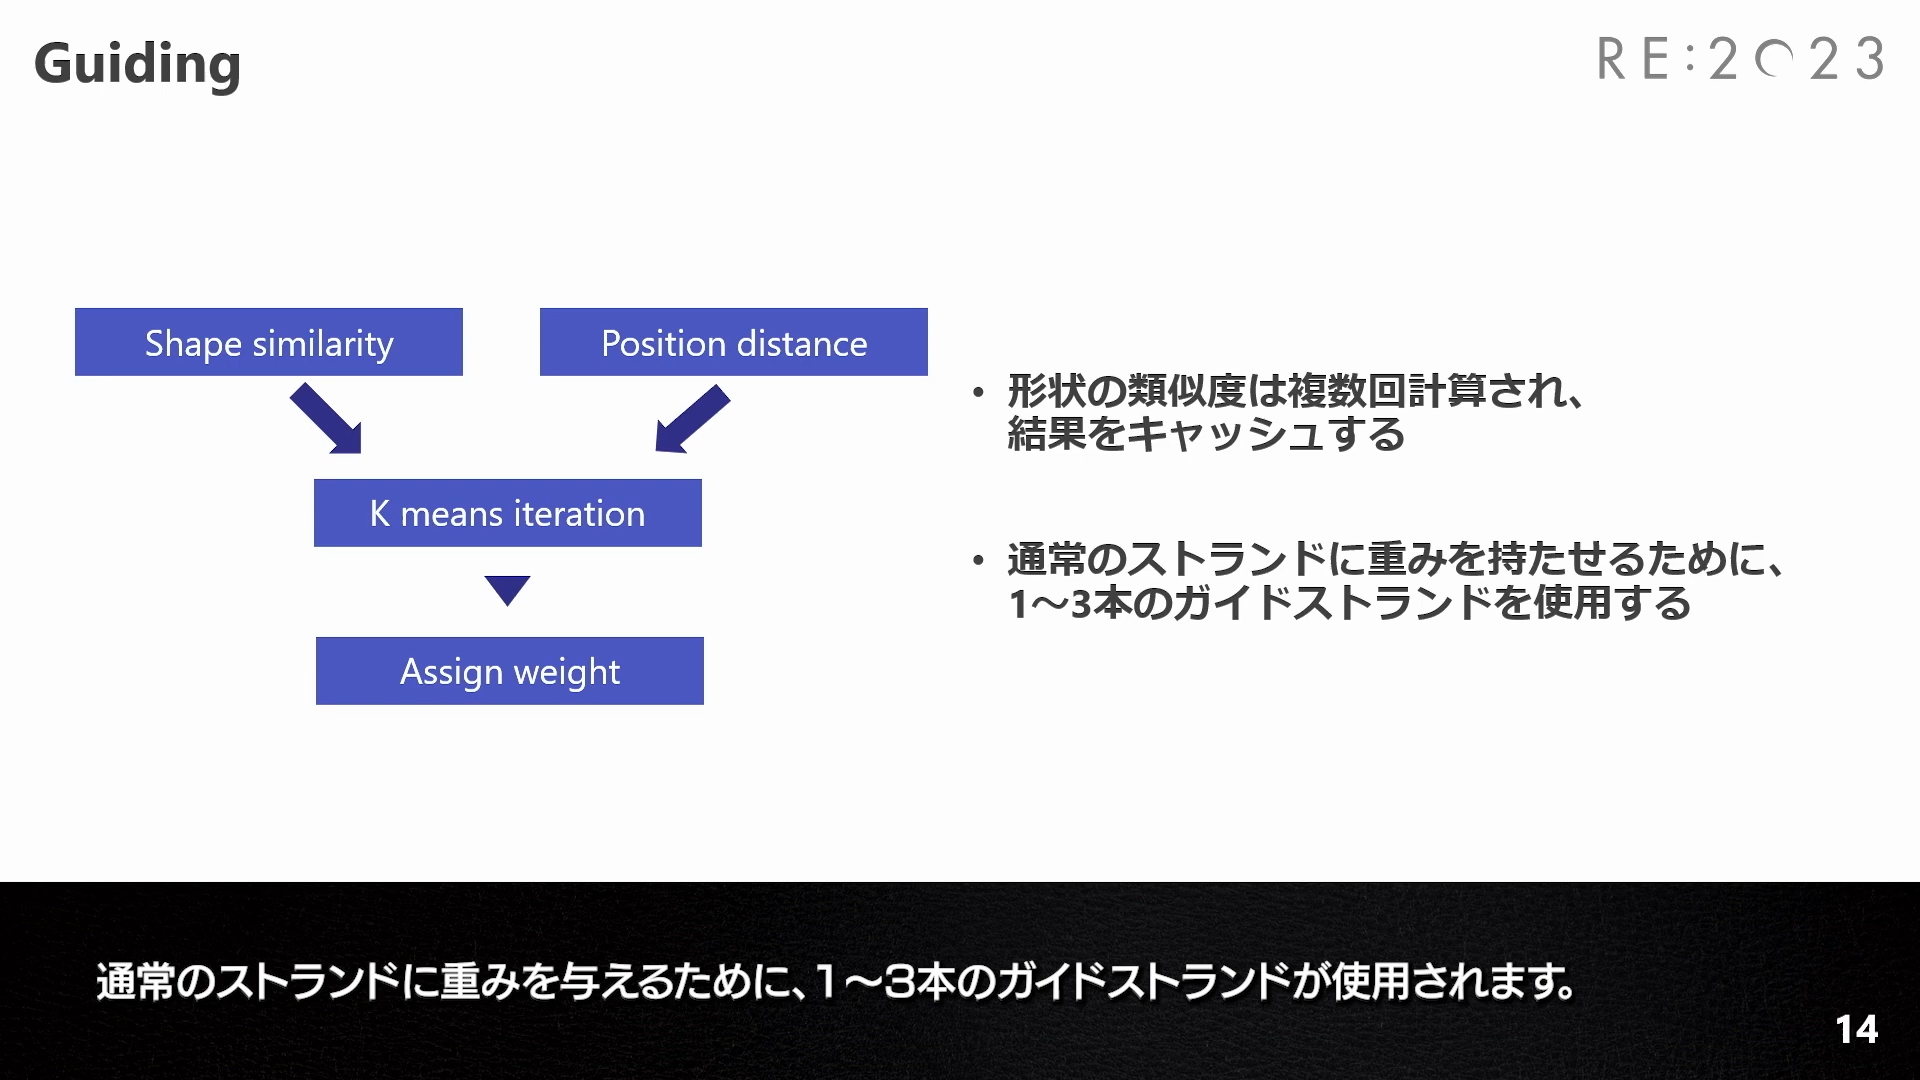 Guiding
RE:2023
Shape similarity
Position distance
K means iteration
Assign weight
• 形状の類似度は複数回計算され、
結果をキャッシュする
• 通常のストランドに重みを持たせるために、
1～3本のガイドストランドを使用する
通常のストランドに重みを与えるために、1～3本のガイドストランドが使用されます。
14